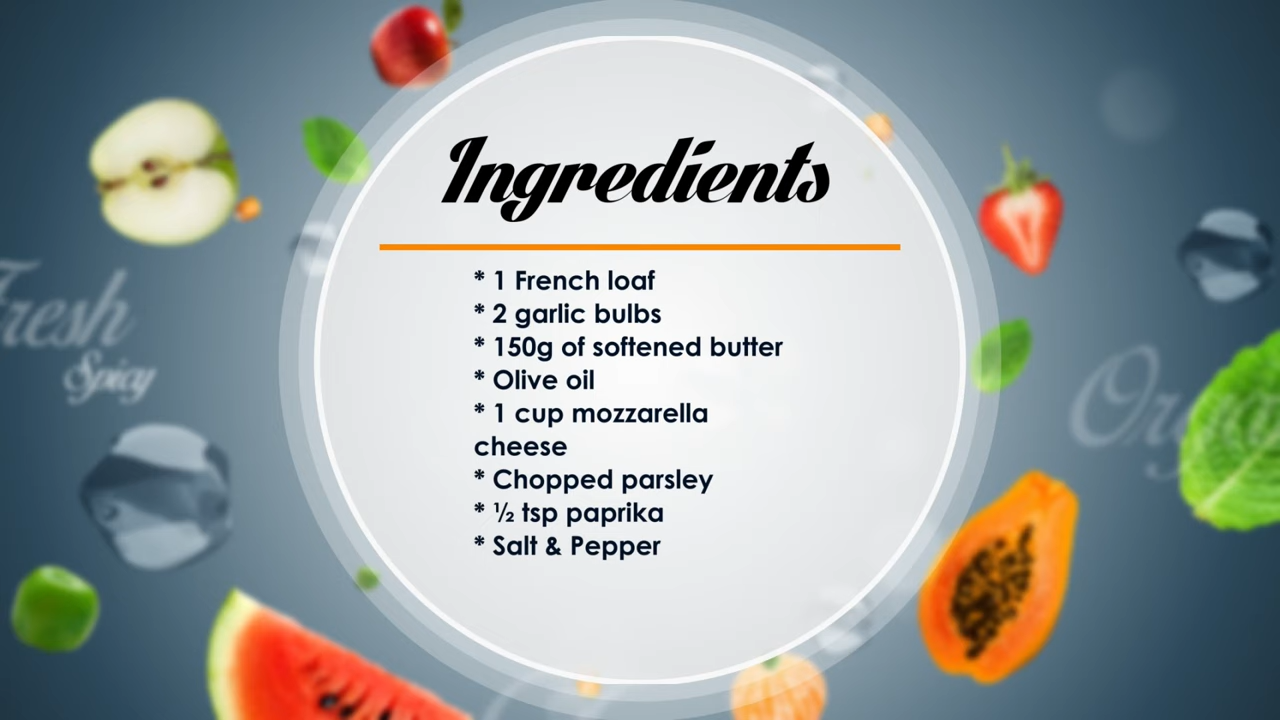 Ingredients
* 1 French loaf
* 2 garlic bulbs
* 150g of softened butter
* Olive oil
* 1 cup mozzarella
cheese
* Chopped parsley
* ½ tsp paprika
* Salt & Pepper
Fresh
Spicy